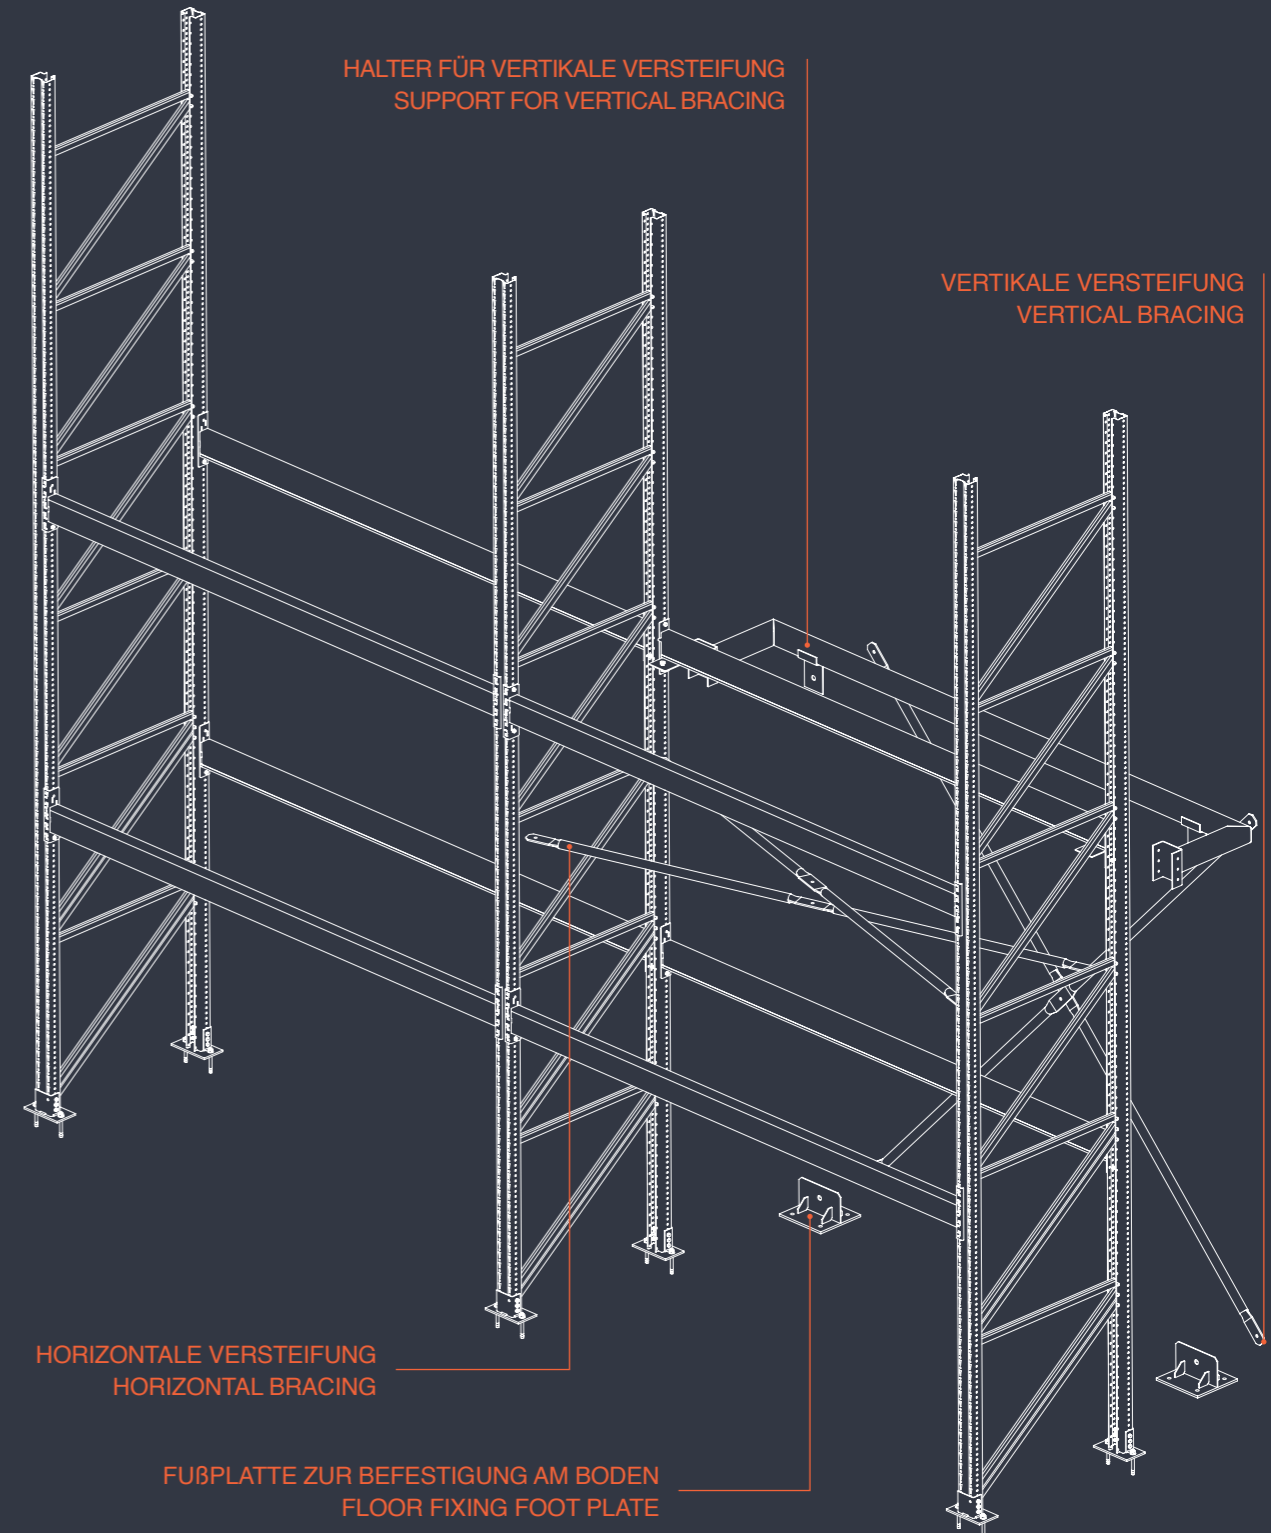 HALTER FÜR VERTIKALE VERSTEIFUNG
SUPPORT FOR VERTICAL BRACING
VERTIKALE VERSTEIFUNG
VERTICAL BRACING
HORIZONTALE VERSTEIFUNG
HORIZONTAL BRACING
FUßPLATTE ZUR BEFESTIGUNG AM BODEN
FLOOR FIXING FOOT PLATE